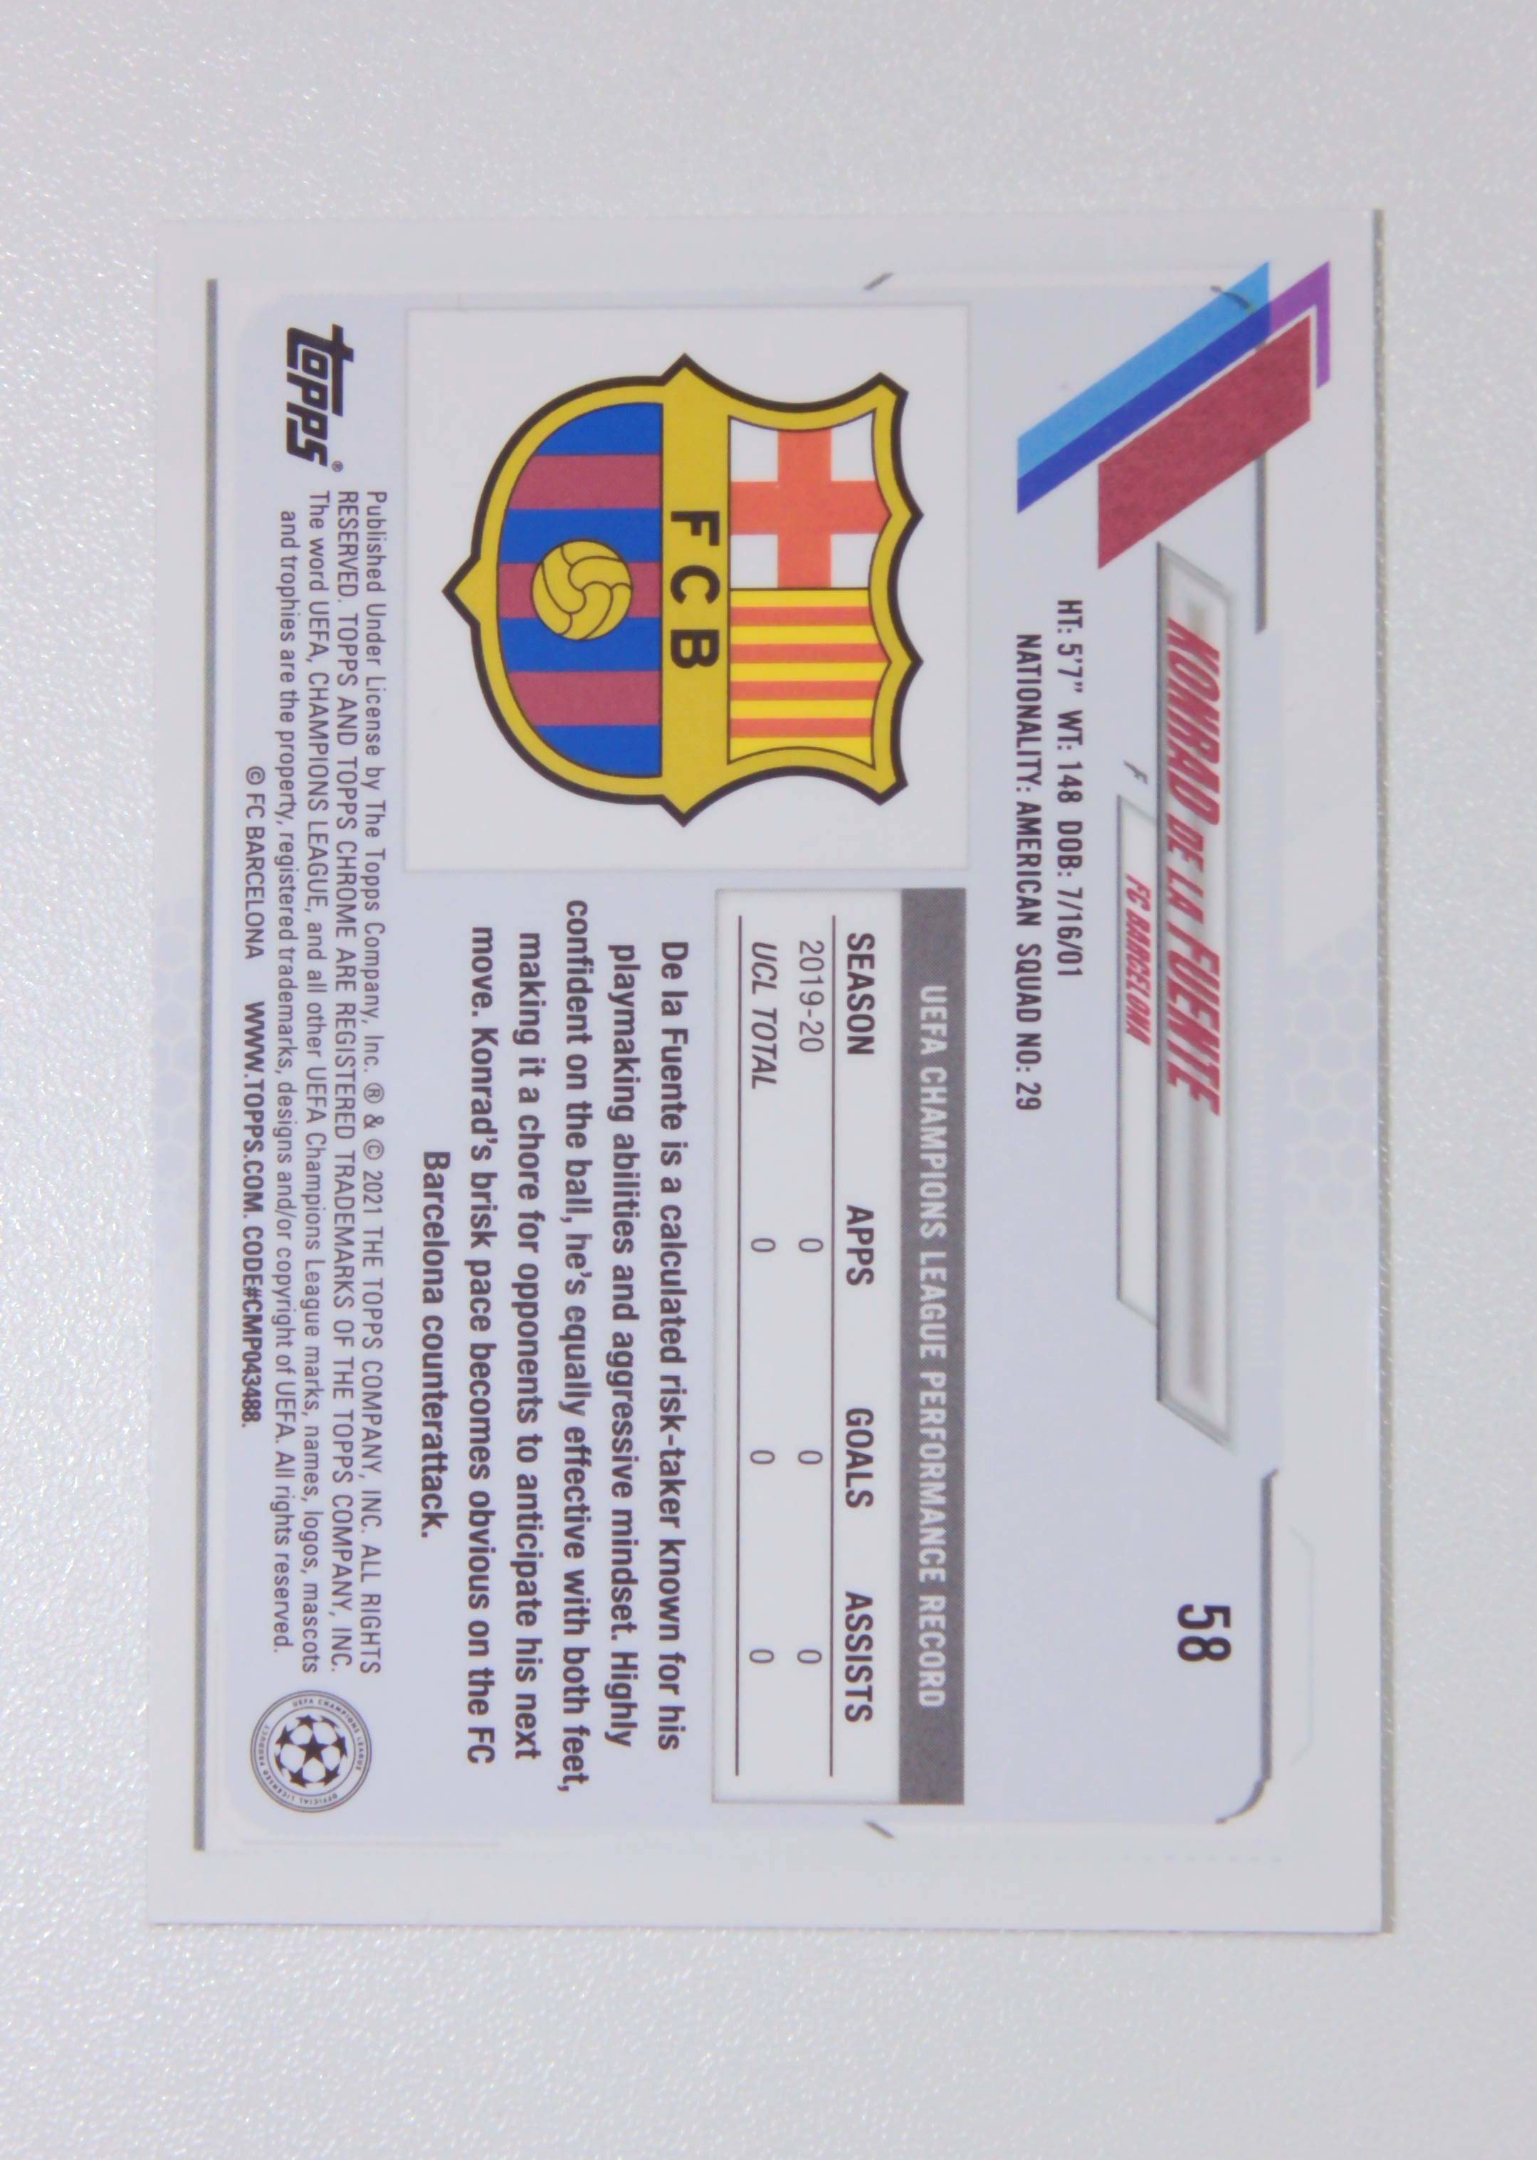 58
KONRAD DE LA FUENTE
F
FC BARCELONA
HT: 5'7" WT: 148 DOB: 7/16/01
NATIONALITY: AMERICAN SQUAD NO: 29
FCB
UEFA CHAMPIONS LEAGUE PERFORMANCE RECORD
SEASON APPS GOALS ASSISTS
2019-20 0 0 0
UCL TOTAL 0 0 0
De la Fuente is a calculated risk-taker known for his
playmaking abilities and aggressive mindset. Highly
confident on the ball, he's equally effective with both feet,
making it a chore for opponents to anticipate his next
move. Konrad's brisk pace becomes obvious on the FC
Barcelona counterattack.
topps®
Published Under License by The Topps Company, Inc. ® & © 2021 THE TOPPS COMPANY, INC. ALL RIGHTS
RESERVED. TOPPS AND TOPPS CHROME ARE REGISTERED TRADEMARKS OF THE TOPPS COMPANY, INC.
The word UEFA, CHAMPIONS LEAGUE, and all other UEFA Champions League marks, names, logos, mascots
and trophies are the property, registered trademarks, designs and/or copyright of UEFA. All rights reserved.
© FC BARCELONA WWW.TOPPS.COM. CODE#CMP043488.
UEFA CHAMPIONS LEAGUE
OFFICIAL LICENSED PRODUCT